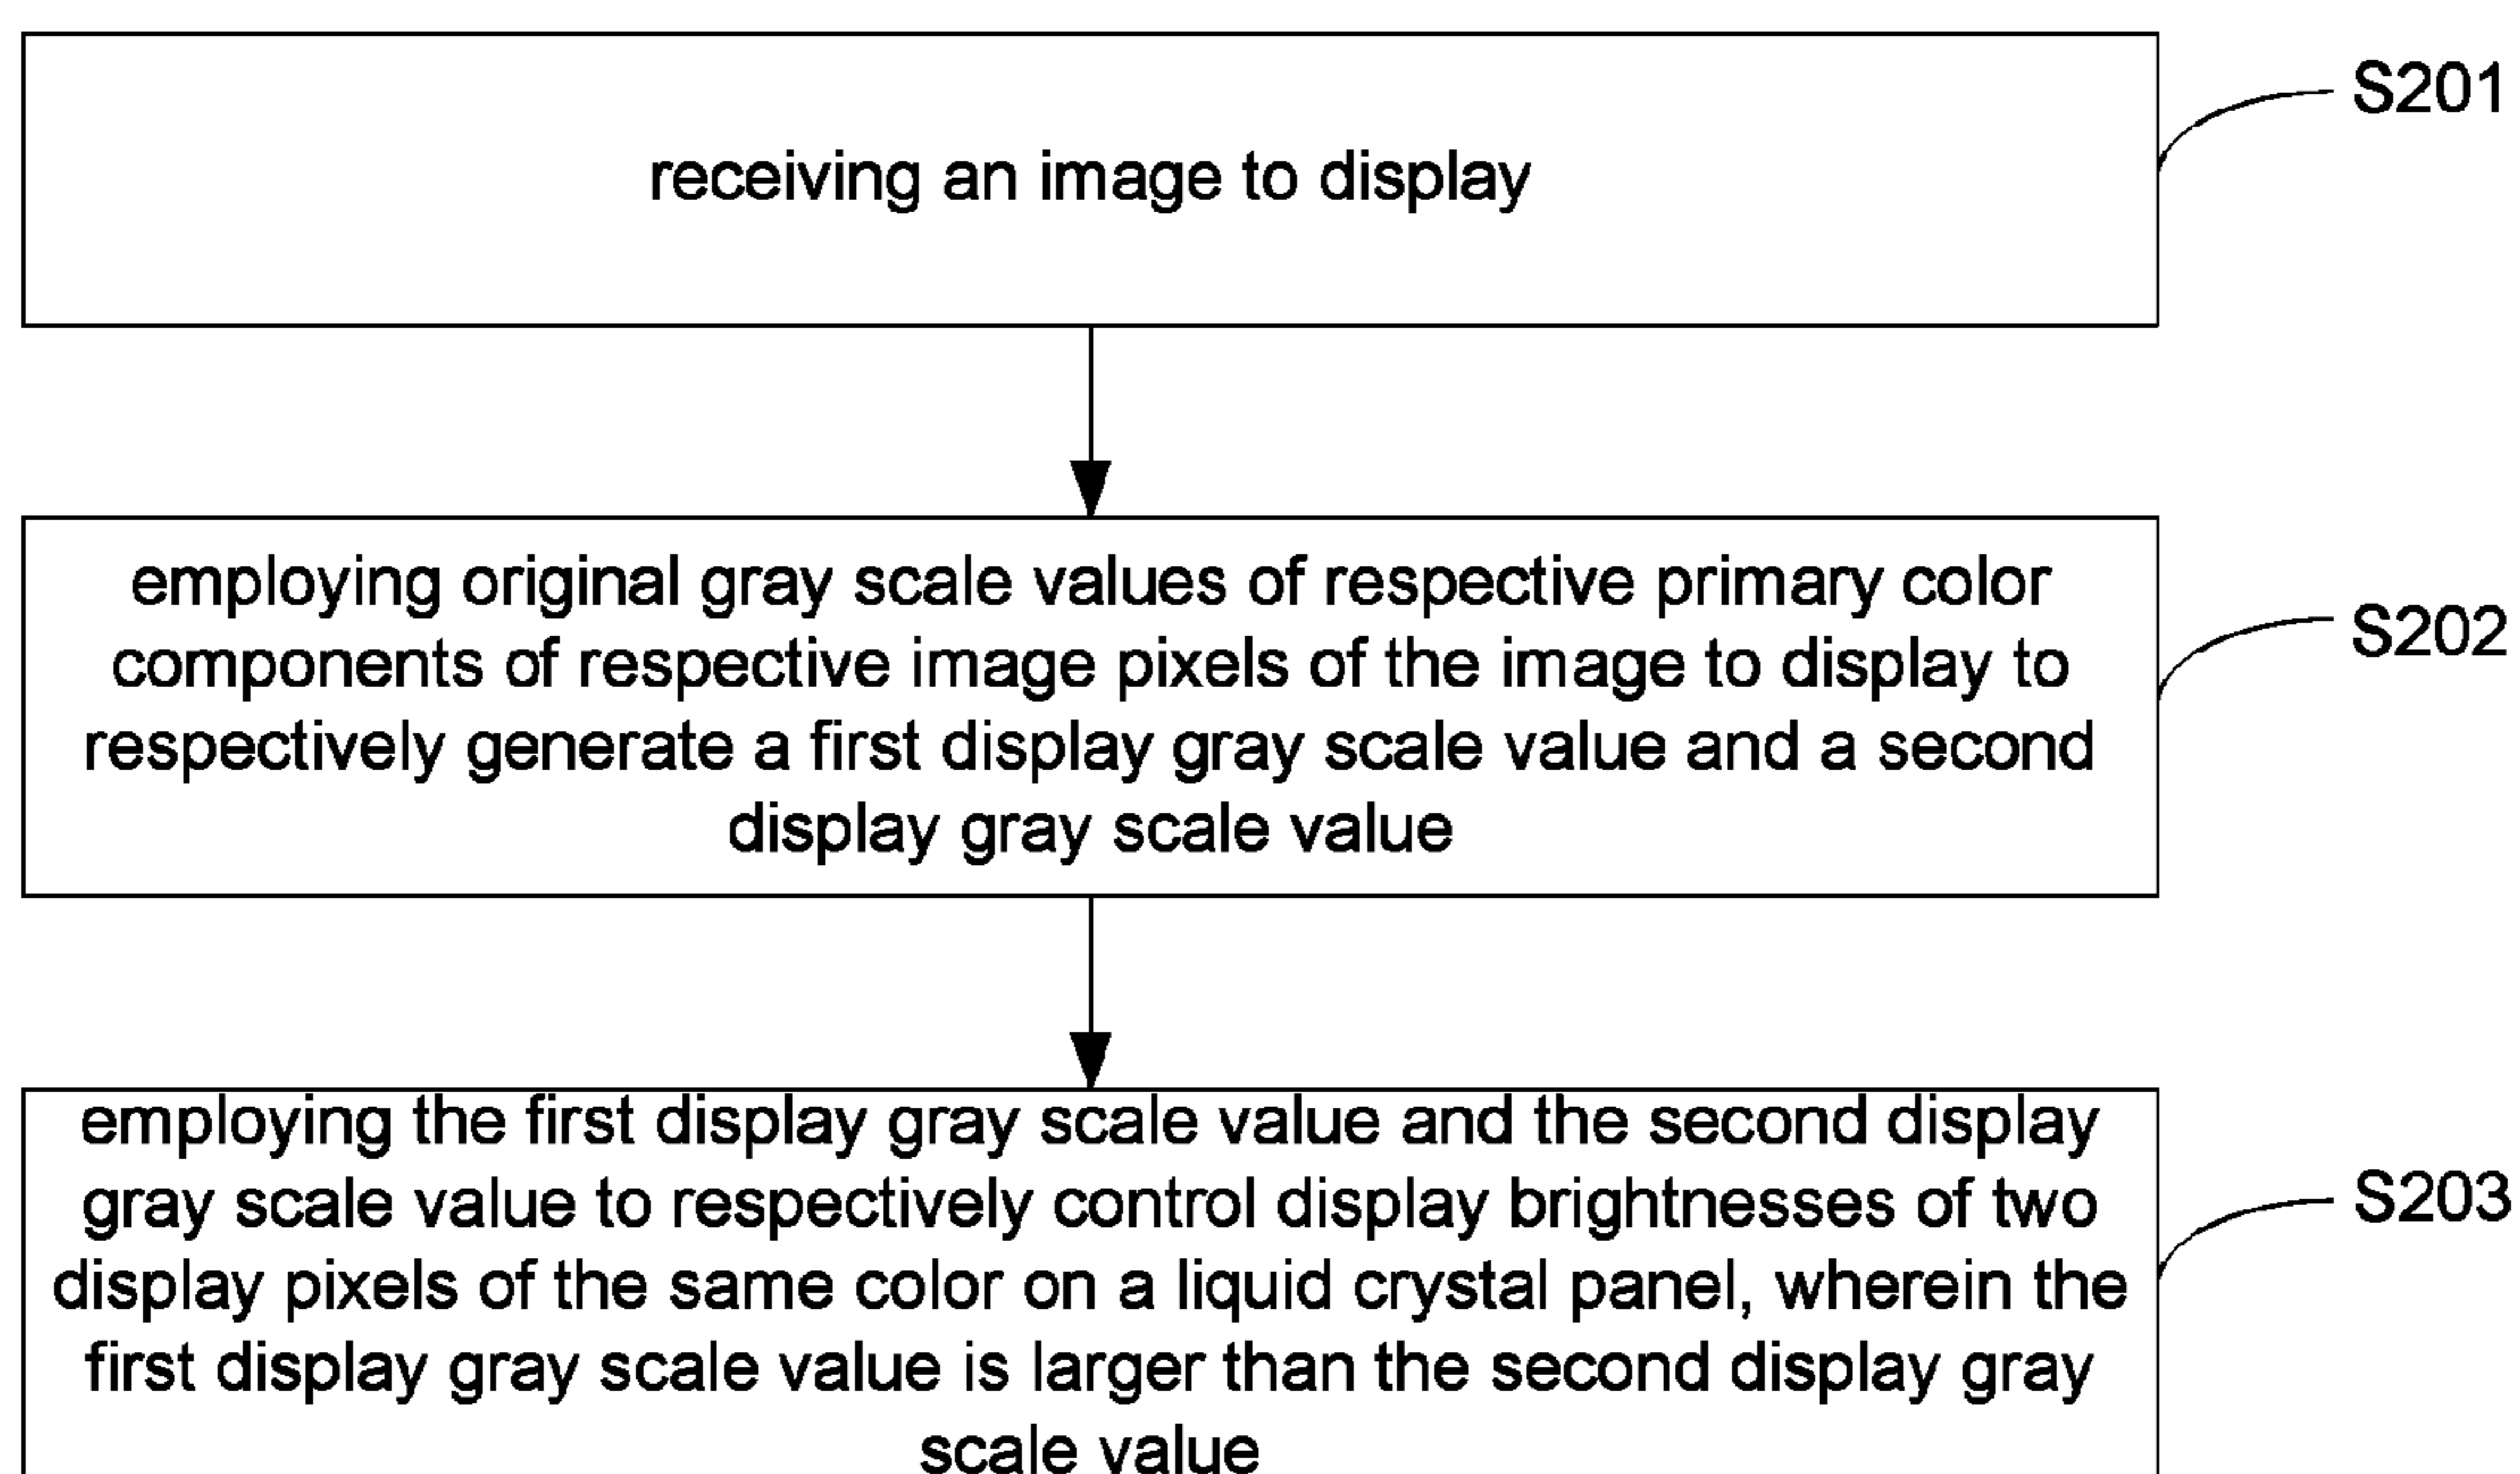 receiving an image to display
S201
employing original gray scale values of respective primary color
components of respective image pixels of the image to display to
respectively generate a first display gray scale value and a second
display gray scale value
S202
employing the first display gray scale value and the second display
gray scale value to respectively control display brightnesses of two
display pixels of the same color on a liquid crystal panel, wherein the
first display gray scale value is larger than the second display gray
scale value
S203